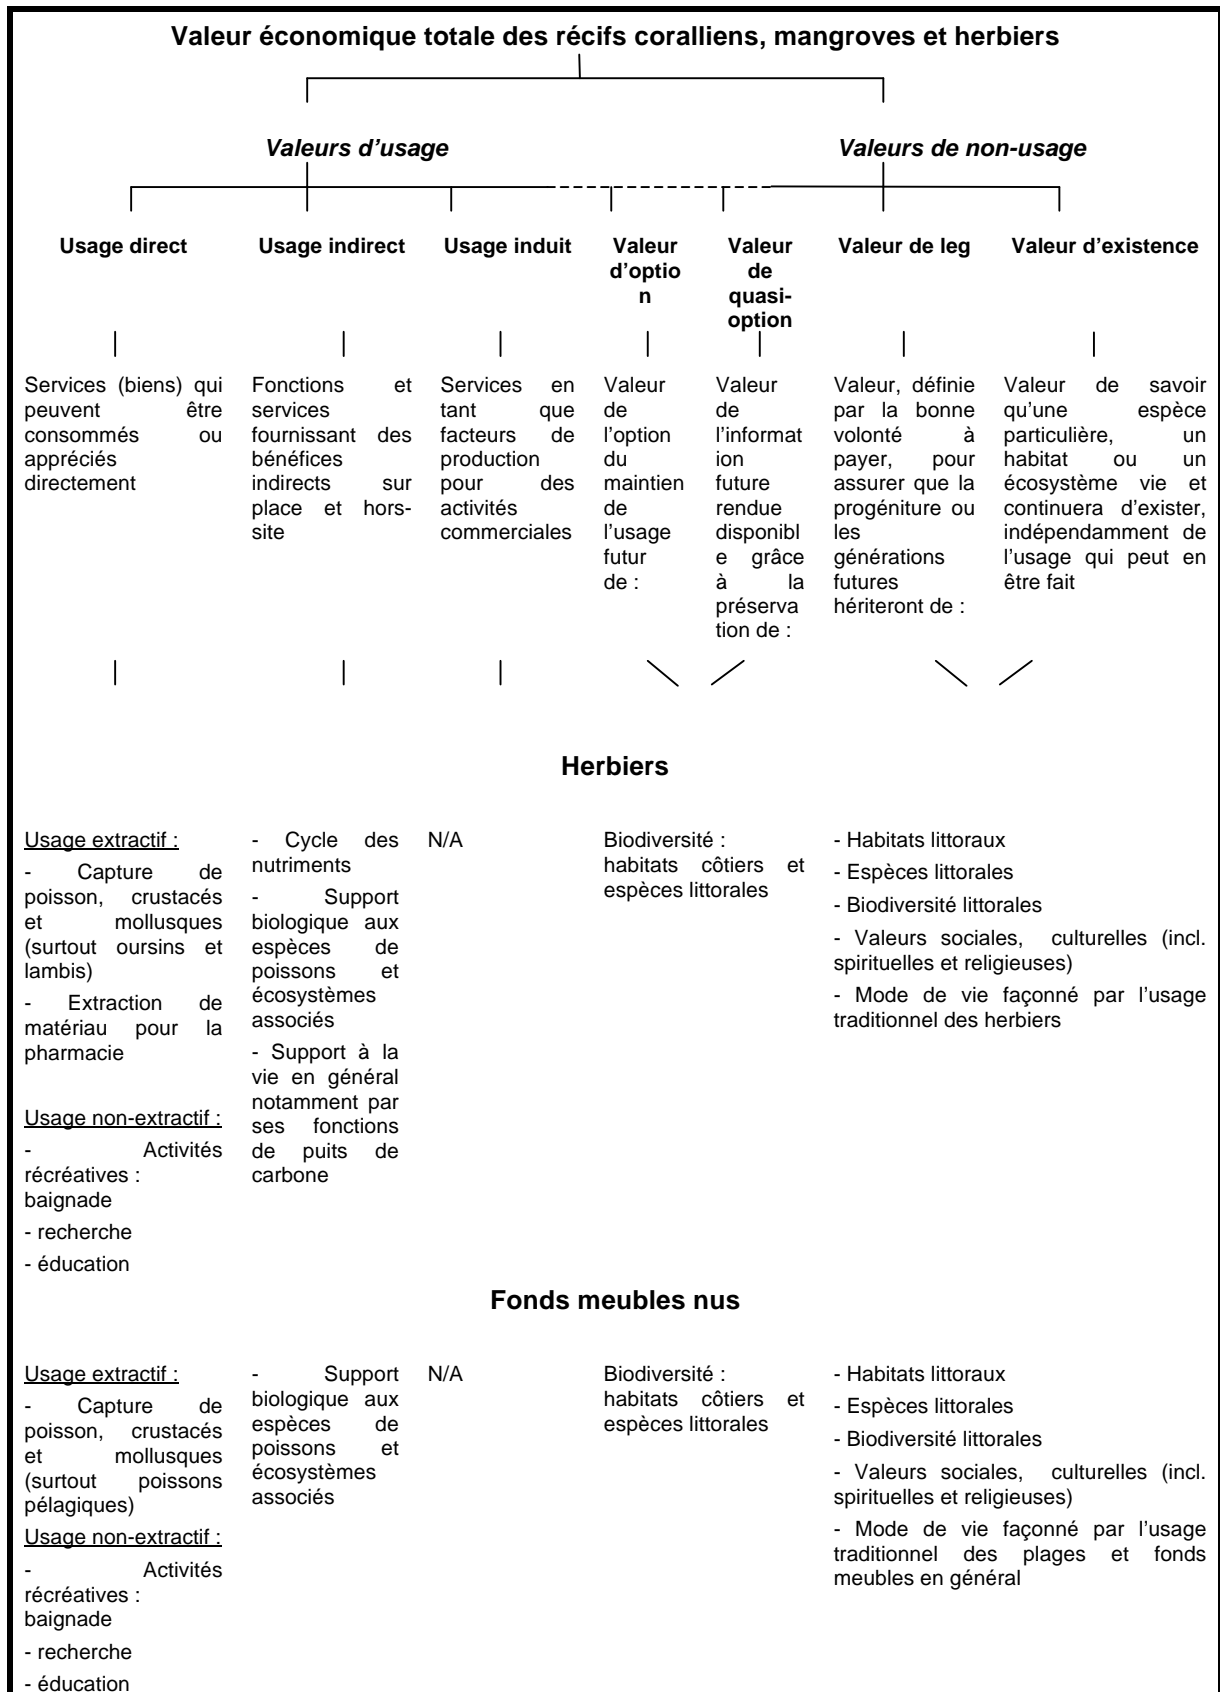 Valeur économique totale des récifs coralliens, mangroves et herbiers
Valeurs d'usage
Valeurs de non-usage
Usage direct
Usage indirect
Usage induit
Valeur
d'optio
n
Valeur
de
quasi-
option
Valeur de leg
Valeur d'existence
Services (biens) qui
peuvent être
consommés ou
appréciés
directement
Fonctions et
services
fournissant des
bénéfices
indirects sur
place et hors-
site
Services en
tant que
facteurs de
production
pour des
activités
commerciales
Valeur
de
l'option
du
maintien
de
l'usage
futur
de :
Valeur
de
l'informat
ion
future
rendue
disponibl
e grâce
à la
préserva
tion de :
Valeur, définie
par la bonne
volonté à
payer, pour
assurer que la
progéniture ou
les
générations
futures
hériteront de :
Valeur de savoir
qu'une espèce
particulière, un
habitat ou un
écosystème vie et
continuera d'exister,
indépendamment de
l'usage qui peut en
être fait
Herbiers
Usage extractif :
- Capture de
poisson, crustacés
et mollusques
(surtout oursins et
lambis)
- Extraction de
matériau pour la
pharmacie
Usage non-extractif :
- Activités
récréatives :
baignade
- recherche
- éducation
- Cycle des
nutriments
- Support
biologique aux
espèces de
poissons et
écosystèmes
associés
- Support à la
vie en général
notamment par
ses fonctions
de puits de
carbone
N/A
Biodiversité :
habitats côtiers et
espèces littorales
- Habitats littoraux
- Espèces littorales
- Biodiversité littorales
- Valeurs sociales, culturelles (incl.
spirituelles et religieuses)
- Mode de vie façonné par l'usage
traditionnel des herbiers
Fonds meubles nus
Usage extractif :
- Capture de
poisson, crustacés
et mollusques
(surtout poissons
pélagiques)
Usage non-extractif :
- Activités
récréatives :
baignade
- recherche
- éducation
- Support
biologique aux
espèces de
poissons et
écosystèmes
associés
N/A
Biodiversité :
habitats côtiers et
espèces littorales
- Habitats littoraux
- Espèces littorales
- Biodiversité littorales
- Valeurs sociales, culturelles (incl.
spirituelles et religieuses)
- Mode de vie façonné par l'usage
traditionnel des plages et fonds
meubles en général